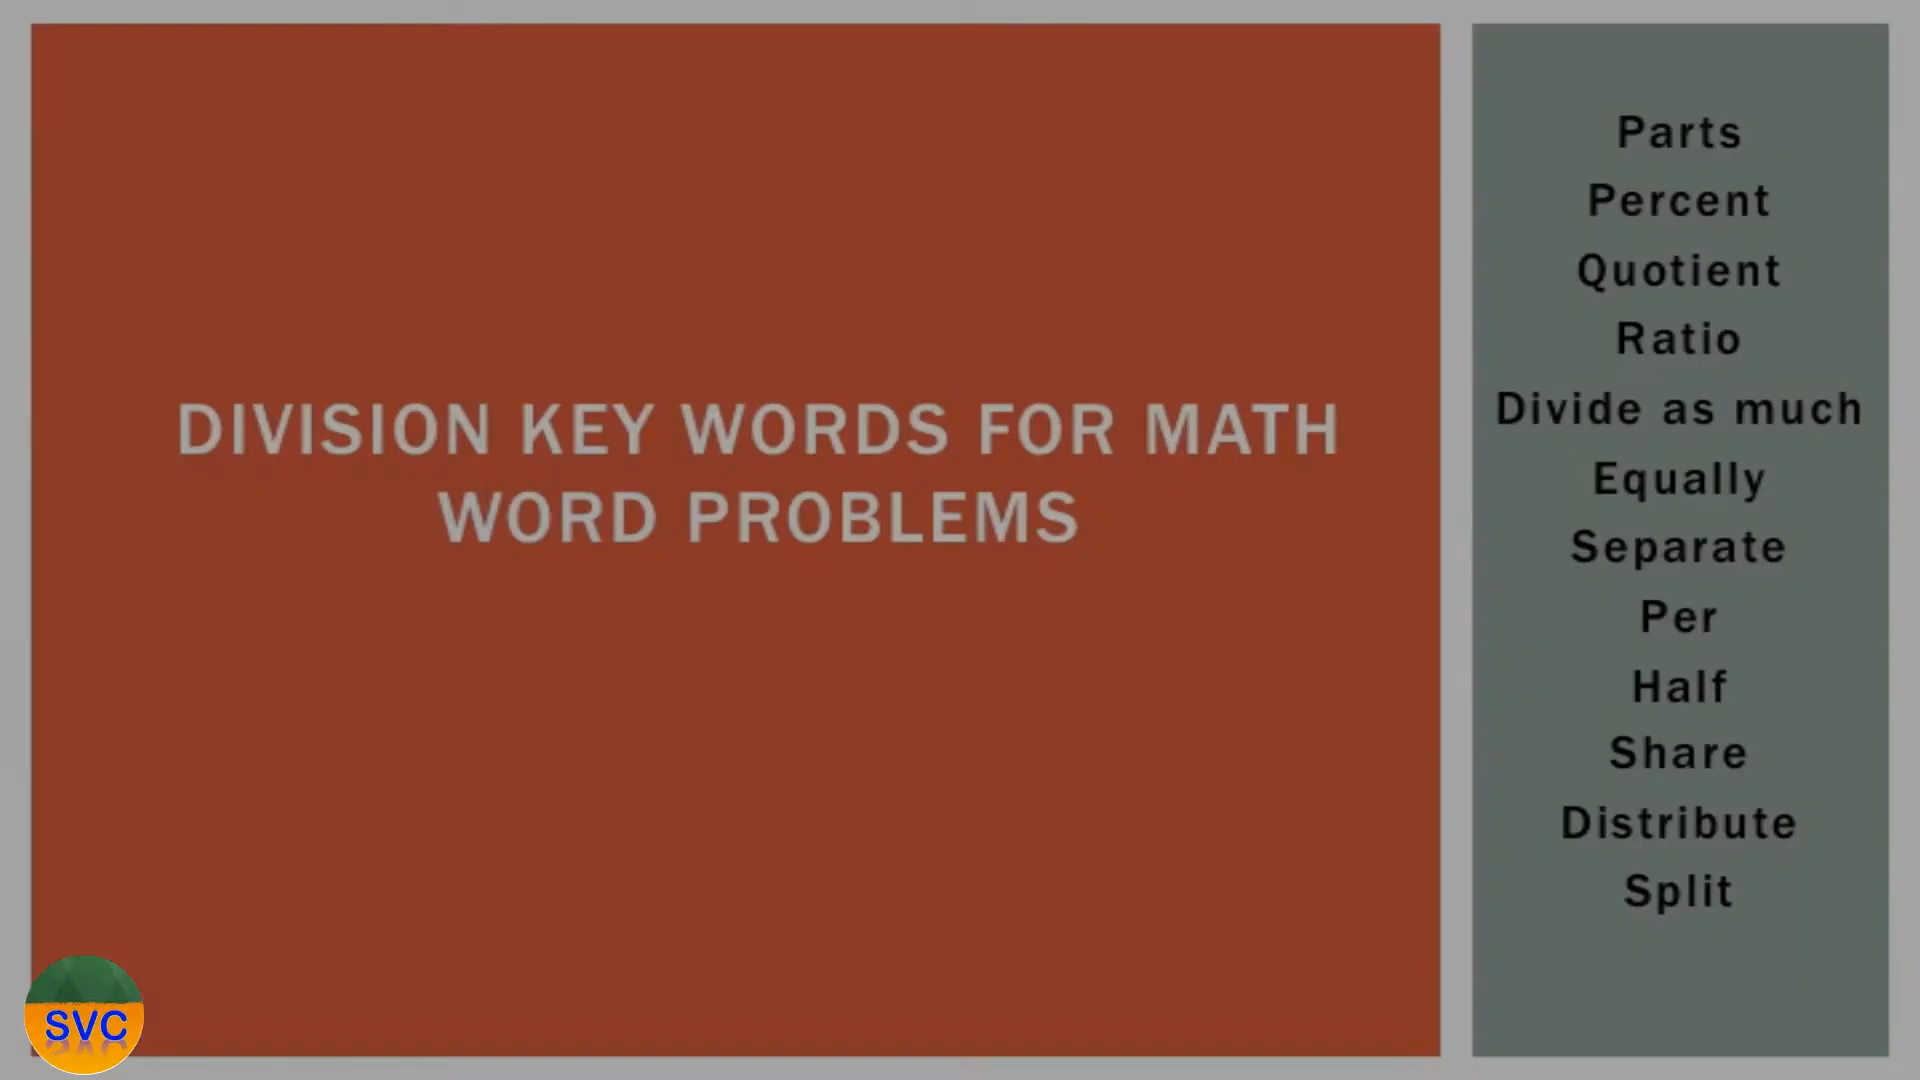 DIVISION KEY WORDS FOR MATH
WORD PROBLEMS
Parts
Percent
Quotient
Ratio
Divide as much
Equally
Separate
Per
Half
Share
Distribute
Split
SVC